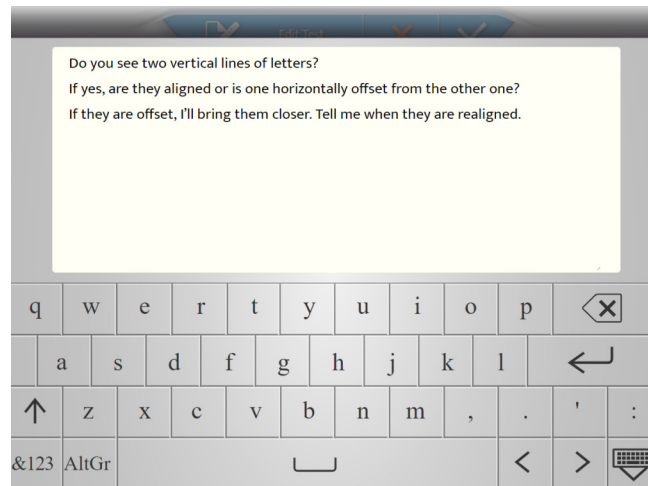 Edit Text
Do you see two vertical lines of letters?
If yes, are they aligned or is one horizontally offset from the other one?
If they are offset, I’ll bring them closer. Tell me when they are realigned.
q w e r t y u i o p
a s d f g h j k l
z x c v b n m , . ' :
&123 AltGr < >